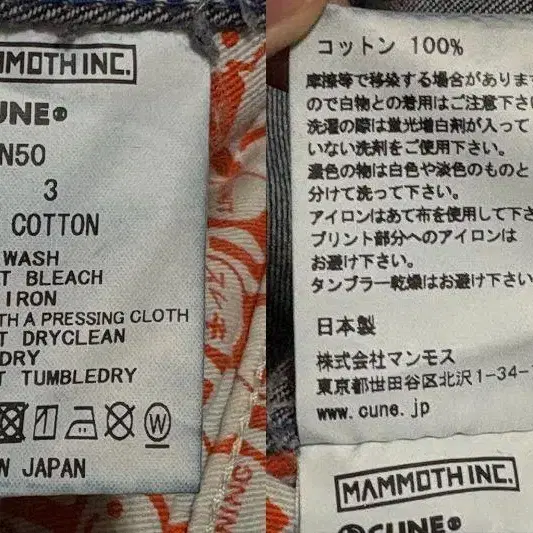 MMOTH INC.
CUNE®
N50
3
COTTON
WASH
T BLEACH
IRON
TH A PRESSING CLOTH
T DRYCLEAN
DRY
T TUMBLEDRY
W
N JAPAN
コットン 100%
摩擦等で移染する場合があります
ので白物との着用はご注意下さい
洗濯の際は蛍光増白剤が入って
いない洗剤をご使用下さい。
濃色の物は白色や淡色のものと
分けて洗って下さい。
アイロンはあて布を使用して下さ
プリント部分へのアイロンは
お避け下さい。
タンブラー乾燥はお避け下さい
日本製
株式会社マンモス
東京都世田谷区北沢1-34-1
www.cune.jp
MAMMOTH INC.
CUNE®
NING